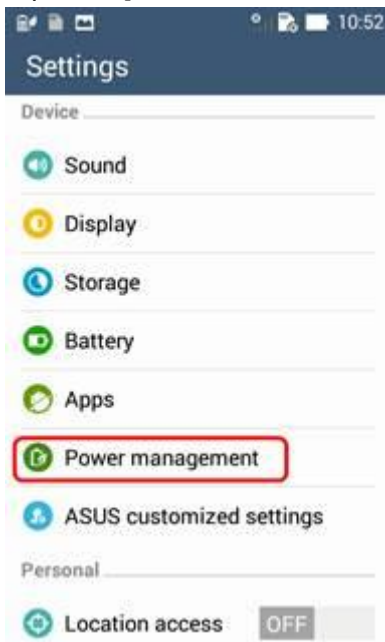 10:52
Settings
Device
Sound
Display
Storage
Battery
Apps
Power management
ASUS customized settings
Personal
Location access OFF